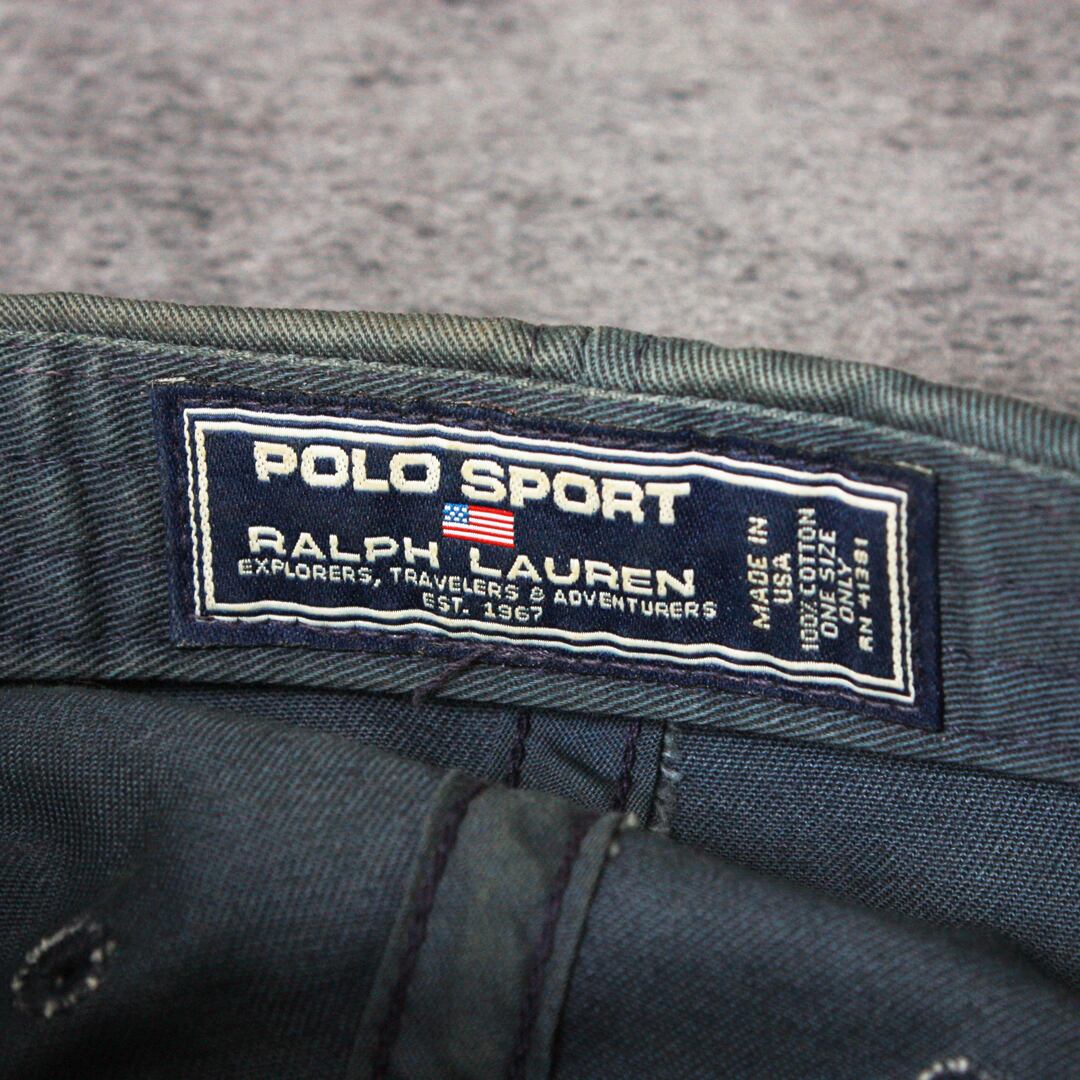 POLO SPORT
RALPH LAUREN
EXPLORERS, TRAVELERS & ADVENTURERS
EST. 1967
MADE IN
USA
100% COTTON
ONE SIZE
ONLY
RN 41381